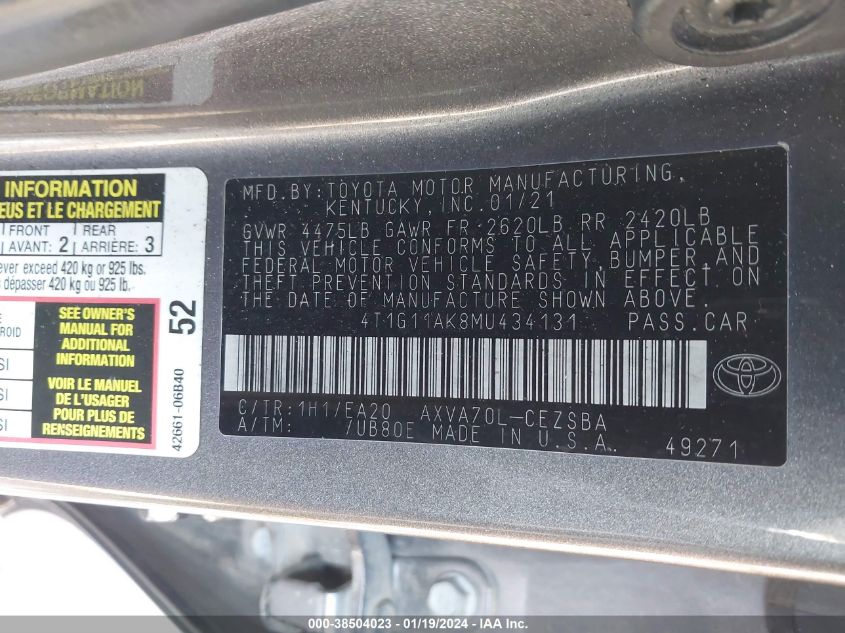 INFORMATION
EUS ET LE CHARGEMENT
FRONT
AVANT: 2
REAR
ARRIÈRE: 3
ever exceed 420 kg or 925 lbs.
dépasser 420 kg ou 925 lb.
SEE OWNER'S
MANUAL FOR
ADDITIONAL
INFORMATION
VOIR LE MANUEL
DE L'USAGER
POUR PLUS DE
RENSEIGNEMENTS
52
42661-06B40
MFD. BY: TOYOTA MOTOR MANUFACTURING,
KENTUCKY, INC. 01/21
GVWR 4475LB GAWR FR 2620LB RR 2420LB
THIS VEHICLE CONFORMS TO ALL APPLICABLE
FEDERAL MOTOR VEHICLE SAFETY, BUMPER, AND
THEFT PREVENTION STANDARDS IN EFFECT ON
THE DATE OF MANUFACTURE SHOWN ABOVE.
4T1G11AK8MU434131 PASS. CAR
C/TR: 1H1/EA20 AXVA70L-CEZSBA
A/TM: 7UB80E MADE IN U.S.A. 49271
000-38504023 - 01/19/2024 - IAAI.com